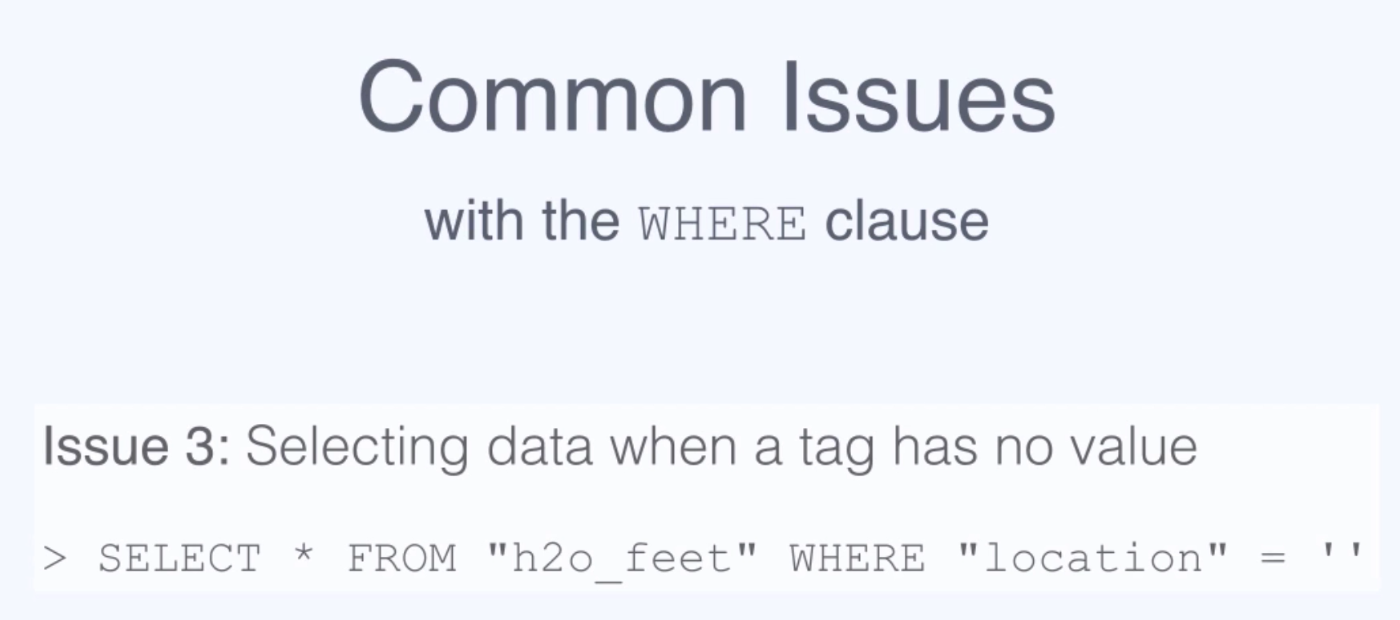 Common Issues
with the WHERE clause
Issue 3: Selecting data when a tag has no value
> SELECT * FROM "h2o_feet" WHERE "location" = ''